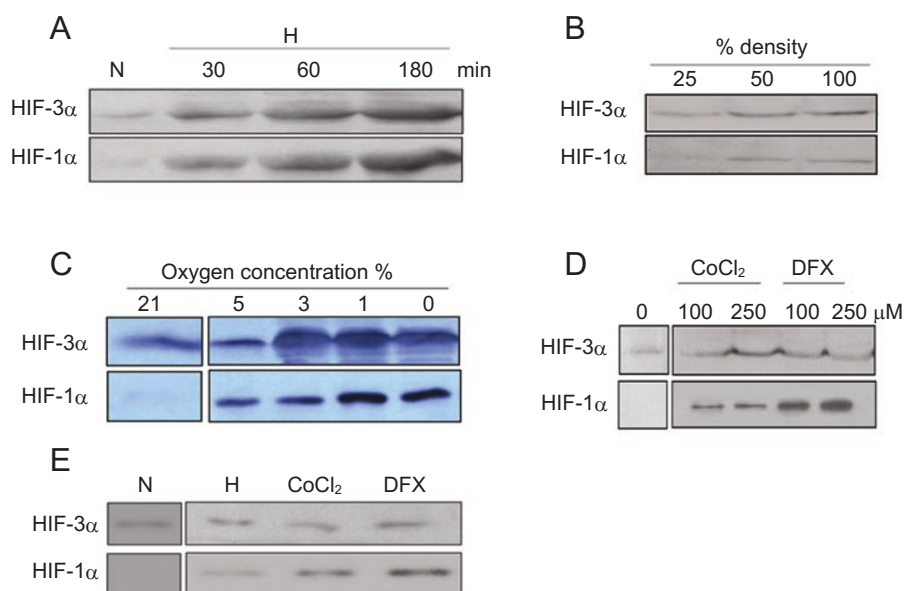 A
H
N 30 60 180 min
HIF-3α
HIF-1α
B
% density
25 50 100
HIF-3α
HIF-1α
C
Oxygen concentration %
21 5 3 1 0
HIF-3α
HIF-1α
D
CoCl₂ DFX
0 100 250 100 250 μM
HIF-3α
HIF-1α
E
N H CoCl₂ DFX
HIF-3α
HIF-1α